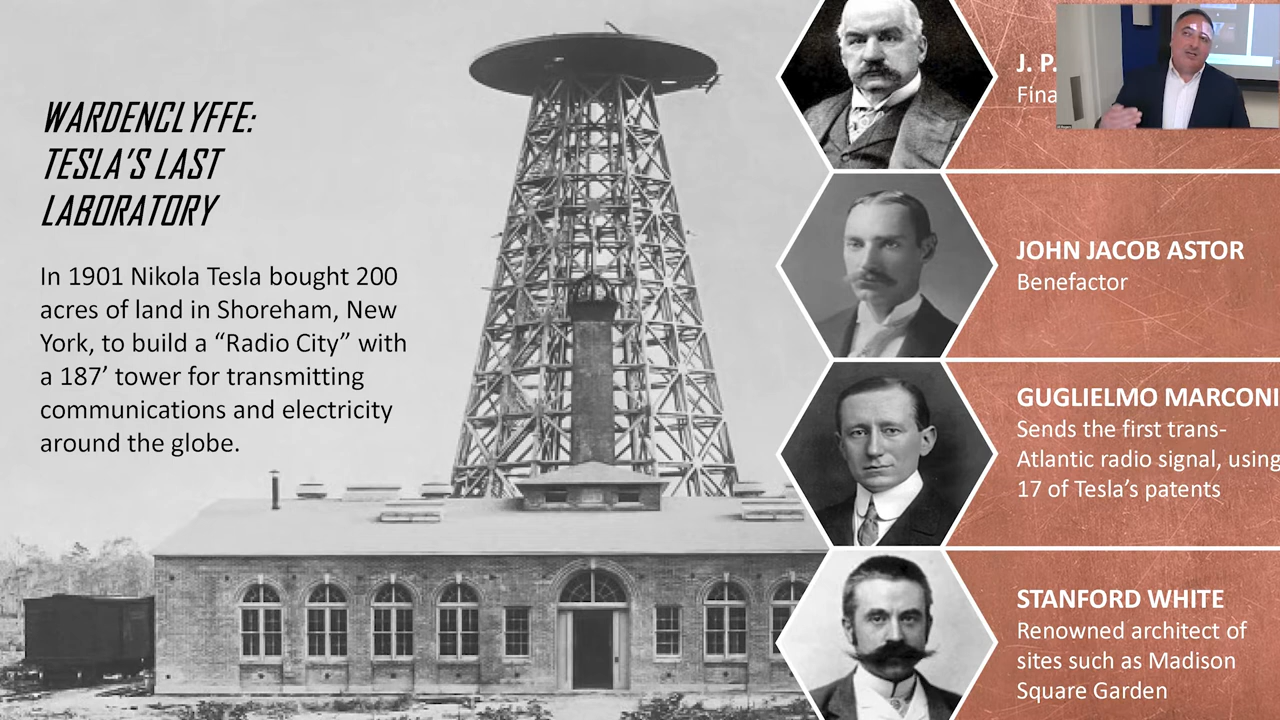 WARDENCLYFFE:
TESLA'S LAST
LABORATORY
In 1901 Nikola Tesla bought 200
acres of land in Shoreham, New
York, to build a “Radio City” with
a 187’ tower for transmitting
communications and electricity
around the globe.
J. P.
Fina
JOHN JACOB ASTOR
Benefactor
GUGLIELMO MARCONI
Sends the first trans-
Atlantic radio signal, using
17 of Tesla’s patents
STANFORD WHITE
Renowned architect of
sites such as Madison
Square Garden